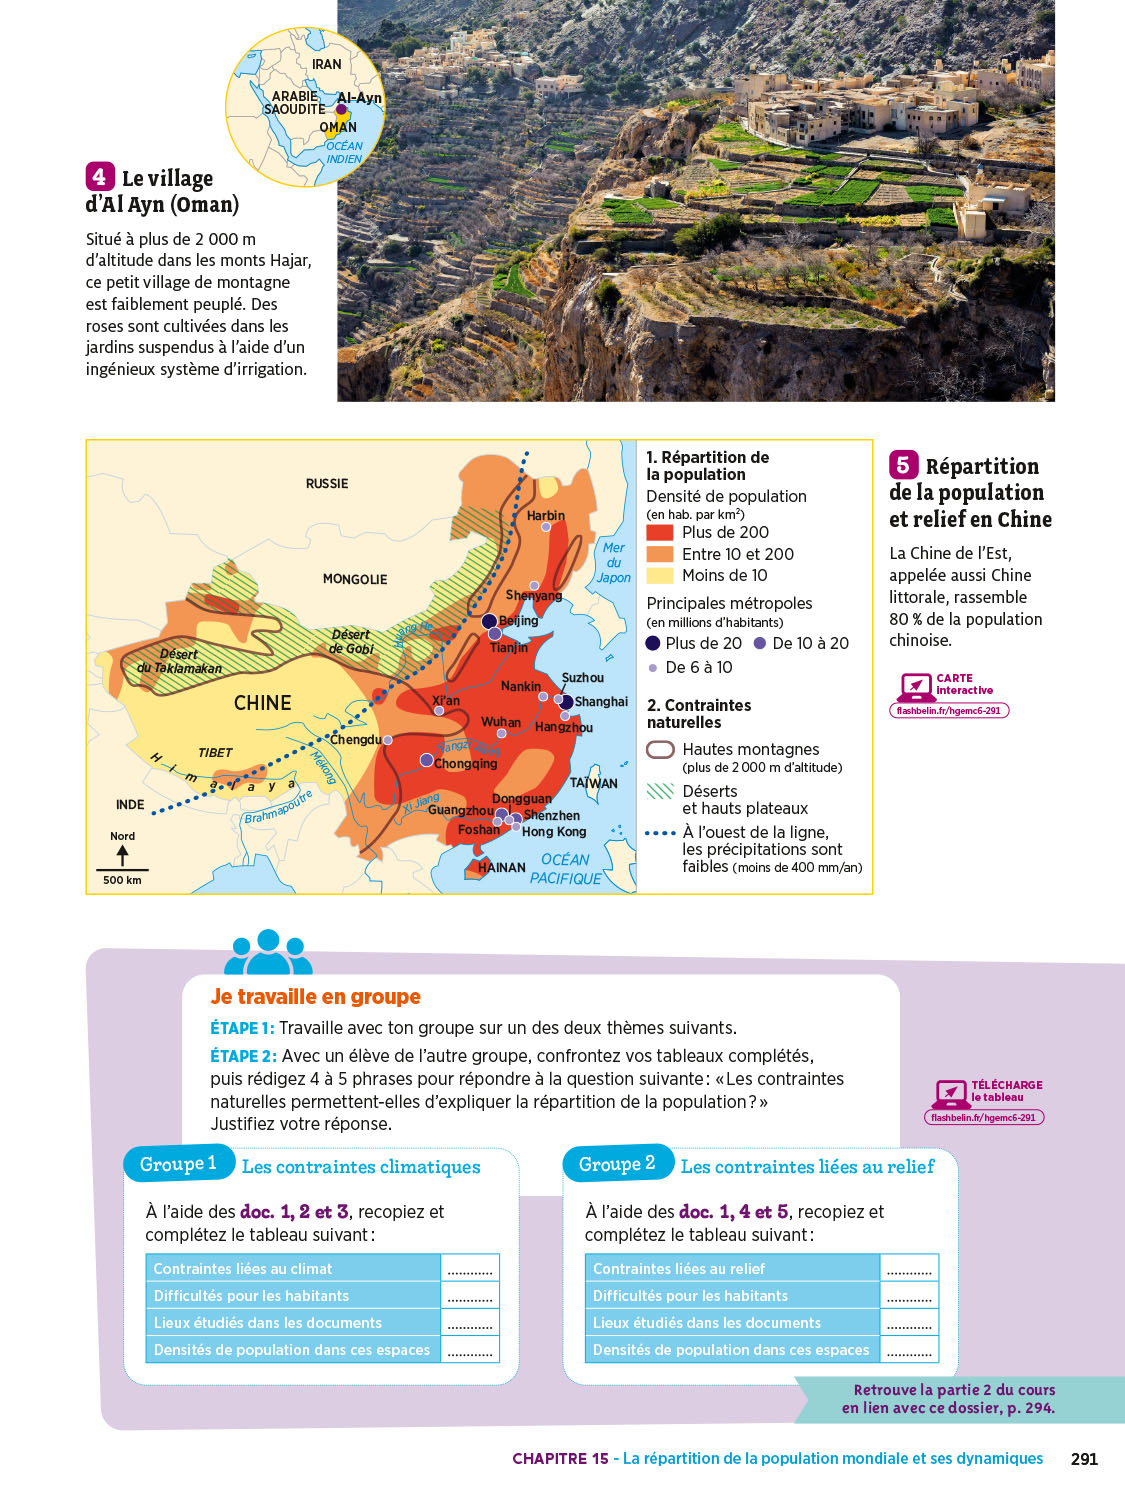 IRAN
ARABIE
SAOUDITE
Al-Ayn
OMAN
OCÉAN
INDIEN
4 Le village
d'Al Ayn (Oman)
Situé à plus de 2 000 m
d'altitude dans les monts Hajar,
ce petit village de montagne
est faiblement peuplé. Des
roses sont cultivées dans les
jardins suspendus à l'aide d'un
ingénieux système d'irrigation.
RUSSIE
Harbin
Mer
du
Japon
MONGOLIE
Shenyang
Huang He
Beijing
Désert
de Gobi
Tianjin
Désert
du Taklamakan
Suzhou
Nankin
CHINE
Xi'an
Shanghai
Wuhan
Hangzhou
Chengdu
Yangzi Jiang
TIBET
Chongqing
Himalaya
Mékong
TAÏWAN
INDE
Brahmapoutre
Xi Jiang
Dongguan
Guangzhou
Shenzhen
Foshan
Hong Kong
Nord
500 km
HAINAN
OCÉAN
PACIFIQUE
1. Répartition de
la population
Densité de population
(en hab. par km²)
Plus de 200
Entre 10 et 200
Moins de 10
Principales métropoles
(en millions d'habitants)
Plus de 20
De 10 à 20
De 6 à 10
2. Contraintes
naturelles
Hautes montagnes
(plus de 2 000 m d'altitude)
Déserts
et hauts plateaux
À l'ouest de la ligne,
les précipitations sont
faibles (moins de 400 mm/an)
5 Répartition
de la population
et relief en Chine
La Chine de l'Est,
appelée aussi Chine
littorale, rassemble
80 % de la population
chinoise.
CARTE
interactive
flashbelin.fr/hgemc6-291
Je travaille en groupe
ÉTAPE 1 : Travaille avec ton groupe sur un des deux thèmes suivants.
ÉTAPE 2 : Avec un élève de l'autre groupe, confrontez vos tableaux complétés,
puis rédigez 4 à 5 phrases pour répondre à la question suivante : « Les contraintes
naturelles permettent-elles d'expliquer la répartition de la population ? »
Justifiez votre réponse.
TÉLÉCHARGE
le tableau
flashbelin.fr/hgemc6-291
Groupe 1 Les contraintes climatiques
À l'aide des doc. 1, 2 et 3, recopiez et
complétez le tableau suivant :
Contraintes liées au climat ............
Difficultés pour les habitants ............
Lieux étudiés dans les documents ............
Densités de population dans ces espaces ............
Groupe 2 Les contraintes liées au relief
À l'aide des doc. 1, 4 et 5, recopiez et
complétez le tableau suivant :
Contraintes liées au relief ............
Difficultés pour les habitants ............
Lieux étudiés dans les documents ............
Densités de population dans ces espaces ............
Retrouve la partie 2 du cours
en lien avec ce dossier, p. 294.
CHAPITRE 15 - La répartition de la population mondiale et ses dynamiques 291